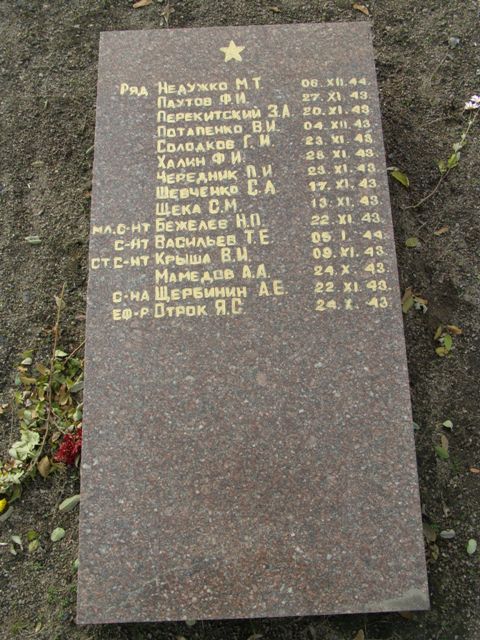 Ряд Недужко М.Т. 06.XII.44
Паутов Ф.И. 27.XI.43
Перекитский З.А 20.XI.43
Потапенко В.И. 04.XII.43
Солодков Г.И 23.XI.43
Халин Ф.И. 28.XI.43
Чередник П.И 23.XI.43
Шевченко С.А. 17.XI.43
Щека С.М. 13.XI.43
мл.с-нт Бежелев Н.П. 22.XI.43
с-нт Васильев Т.Е. 05.I.44
ст.с-нт Крыша В.И. 09.XI.43
Мамедов А.А. 24.X.43
с-на Щербинин А.Е. 22.XI.43
еф-р Отрок Я.С 24.X.43